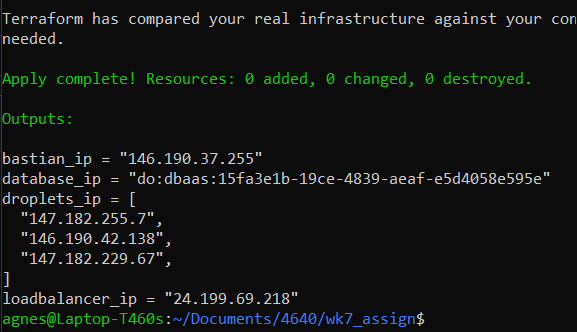 Terraform has compared your real infrastructure against your con
needed.
Apply complete! Resources: 0 added, 0 changed, 0 destroyed.
Outputs:
bastian_ip = "146.190.37.255"
database_ip = "do:dbaas:15fa3e1b-19ce-4839-aeaf-e5d4058e595e"
droplets_ip = [
  "147.182.255.7",
  "146.190.42.138",
  "147.182.229.67",
]
loadbalancer_ip = "24.199.69.218"
agnes@Laptop-T460s:~/Documents/4640/wk7_assign$